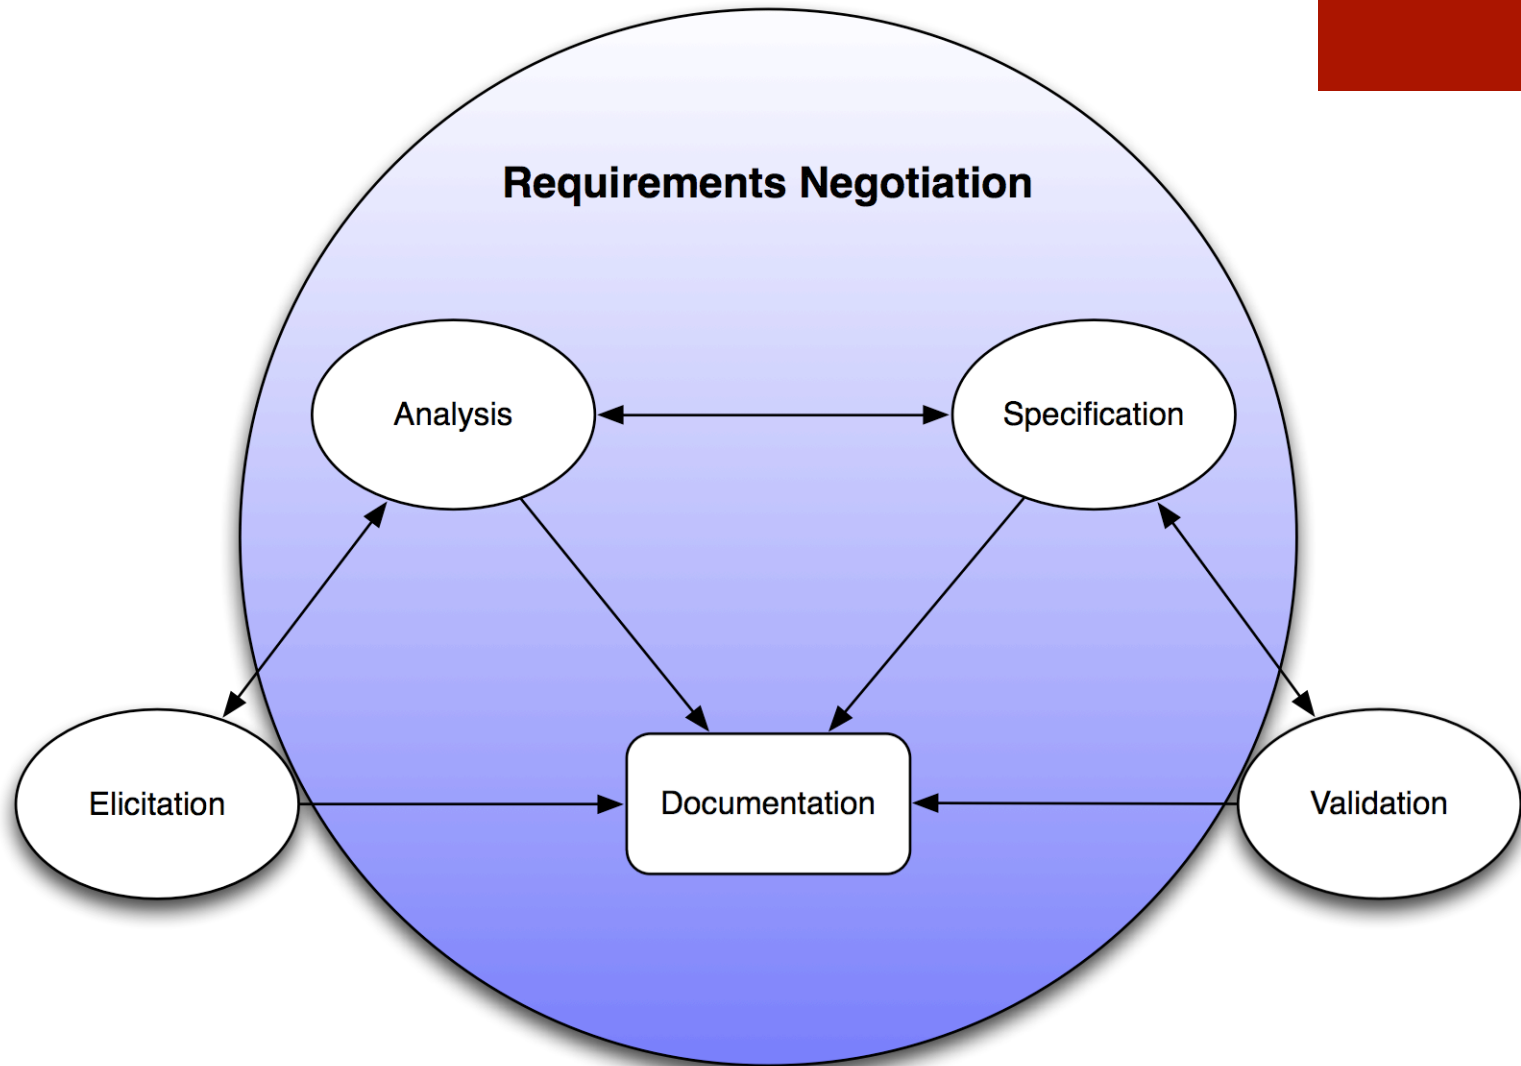 Requirements Negotiation
Analysis
Specification
Elicitation
Documentation
Validation